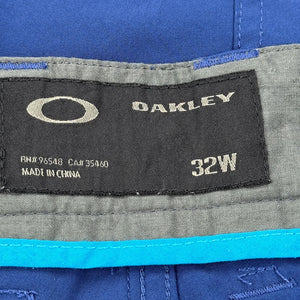 OAKLEY
RN# 96548 CA# 35460
32W
MADE IN CHINA